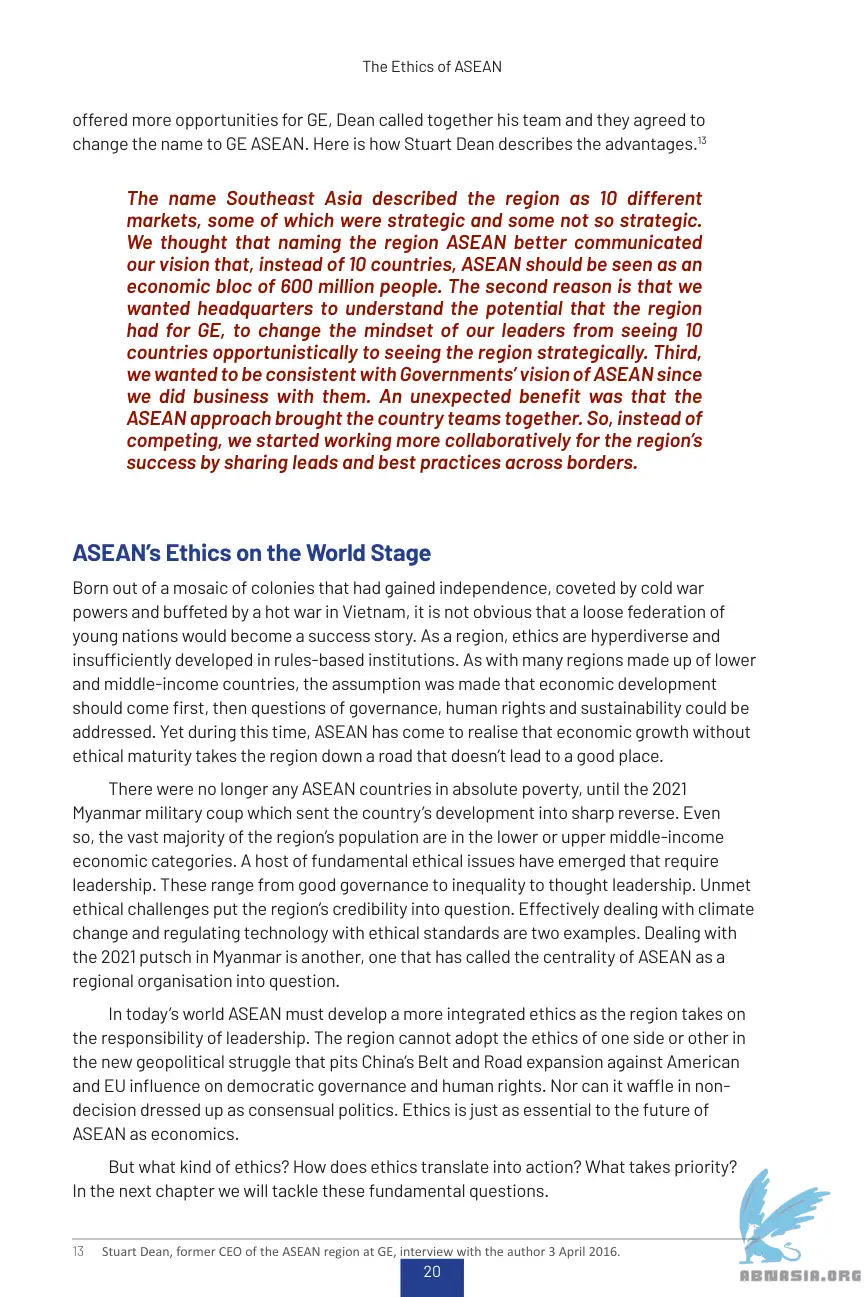 The Ethics of ASEAN
offered more opportunities for GE, Dean called together his team and they agreed to
change the name to GE ASEAN. Here is how Stuart Dean describes the advantages.13
The name Southeast Asia described the region as 10 different
markets, some of which were strategic and some not so strategic.
We thought that naming the region ASEAN better communicated
our vision that, instead of 10 countries, ASEAN should be seen as an
economic bloc of 600 million people. The second reason is that we
wanted headquarters to understand the potential that the region
had for GE, to change the mindset of our leaders from seeing 10
countries opportunistically to seeing the region strategically. Third,
we wanted to be consistent with Governments’ vision of ASEAN since
we did business with them. An unexpected benefit was that the
ASEAN approach brought the country teams together. So, instead of
competing, we started working more collaboratively for the region’s
success by sharing leads and best practices across borders.
ASEAN’s Ethics on the World Stage
Born out of a mosaic of colonies that had gained independence, coveted by cold war
powers and buffeted by a hot war in Vietnam, it is not obvious that a loose federation of
young nations would become a success story. As a region, ethics are hyperdiverse and
insufficiently developed in rules-based institutions. As with many regions made up of lower
and middle-income countries, the assumption was made that economic development
should come first, then questions of governance, human rights and sustainability could be
addressed. Yet during this time, ASEAN has come to realise that economic growth without
ethical maturity takes the region down a road that doesn’t lead to a good place.
There were no longer any ASEAN countries in absolute poverty, until the 2021
Myanmar military coup which sent the country’s development into sharp reverse. Even
so, the vast majority of the region’s population are in the lower or upper middle-income
economic categories. A host of fundamental ethical issues have emerged that require
leadership. These range from good governance to inequality to thought leadership. Unmet
ethical challenges put the region’s credibility into question. Effectively dealing with climate
change and regulating technology with ethical standards are two examples. Dealing with
the 2021 putsch in Myanmar is another, one that has called the centrality of ASEAN as a
regional organisation into question.
In today’s world ASEAN must develop a more integrated ethics as the region takes on
the responsibility of leadership. The region cannot adopt the ethics of one side or other in
the new geopolitical struggle that pits China’s Belt and Road expansion against American
and EU influence on democratic governance and human rights. Nor can it waffle in non-
decision dressed up as consensual politics. Ethics is just as essential to the future of
ASEAN as economics.
But what kind of ethics? How does ethics translate into action? What takes priority?
In the next chapter we will tackle these fundamental questions.
13 Stuart Dean, former CEO of the ASEAN region at GE, interview with the author 3 April 2016.
20
ABNASIA.ORG